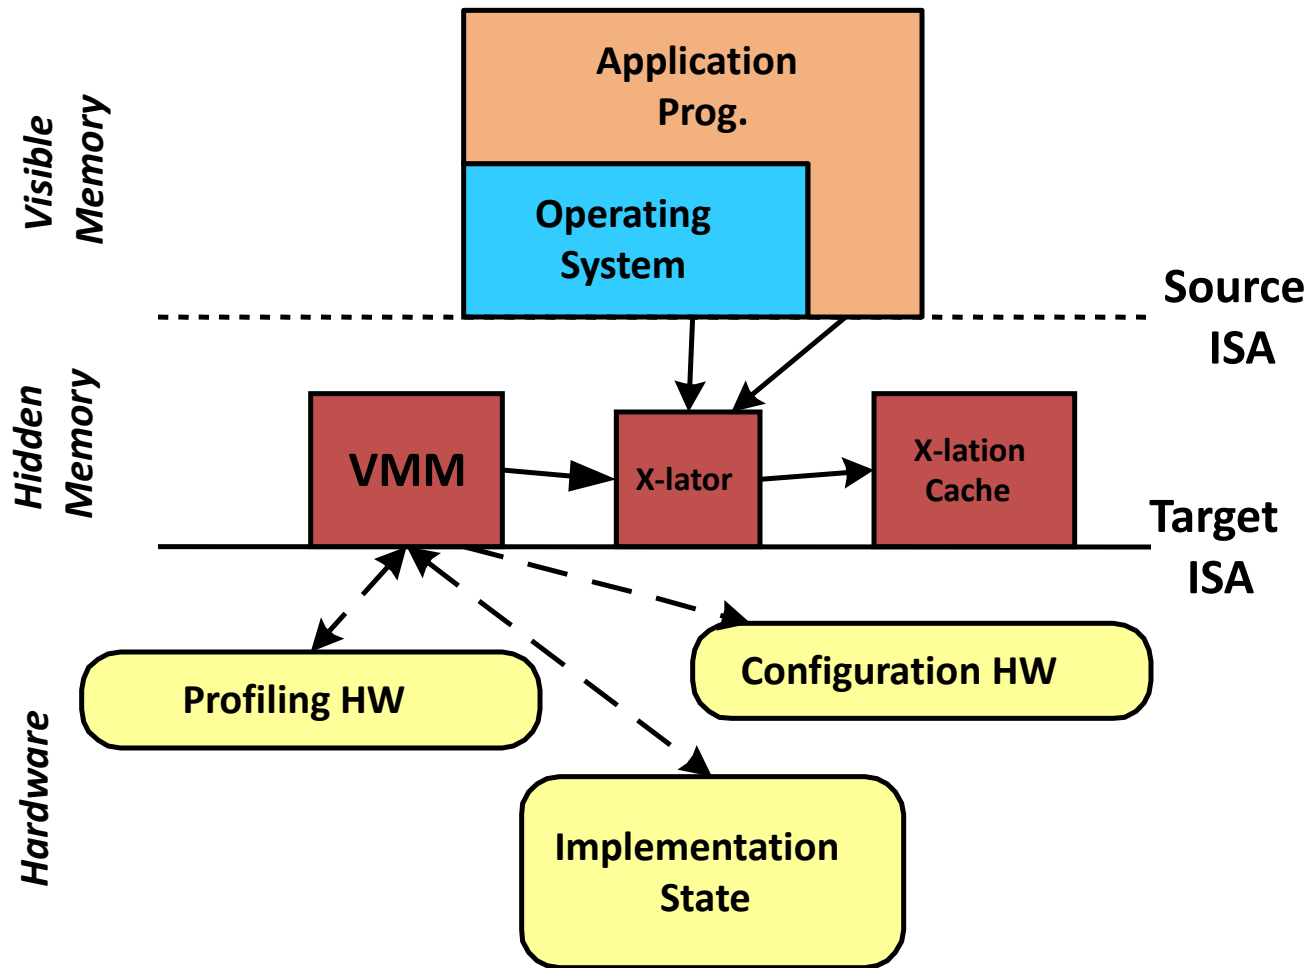 Visible
Memory
Application
Prog.
Operating
System
Source
ISA
Hidden
Memory
VMM
X-lator
X-lation
Cache
Target
ISA
Hardware
Profiling HW
Configuration HW
Implementation
State